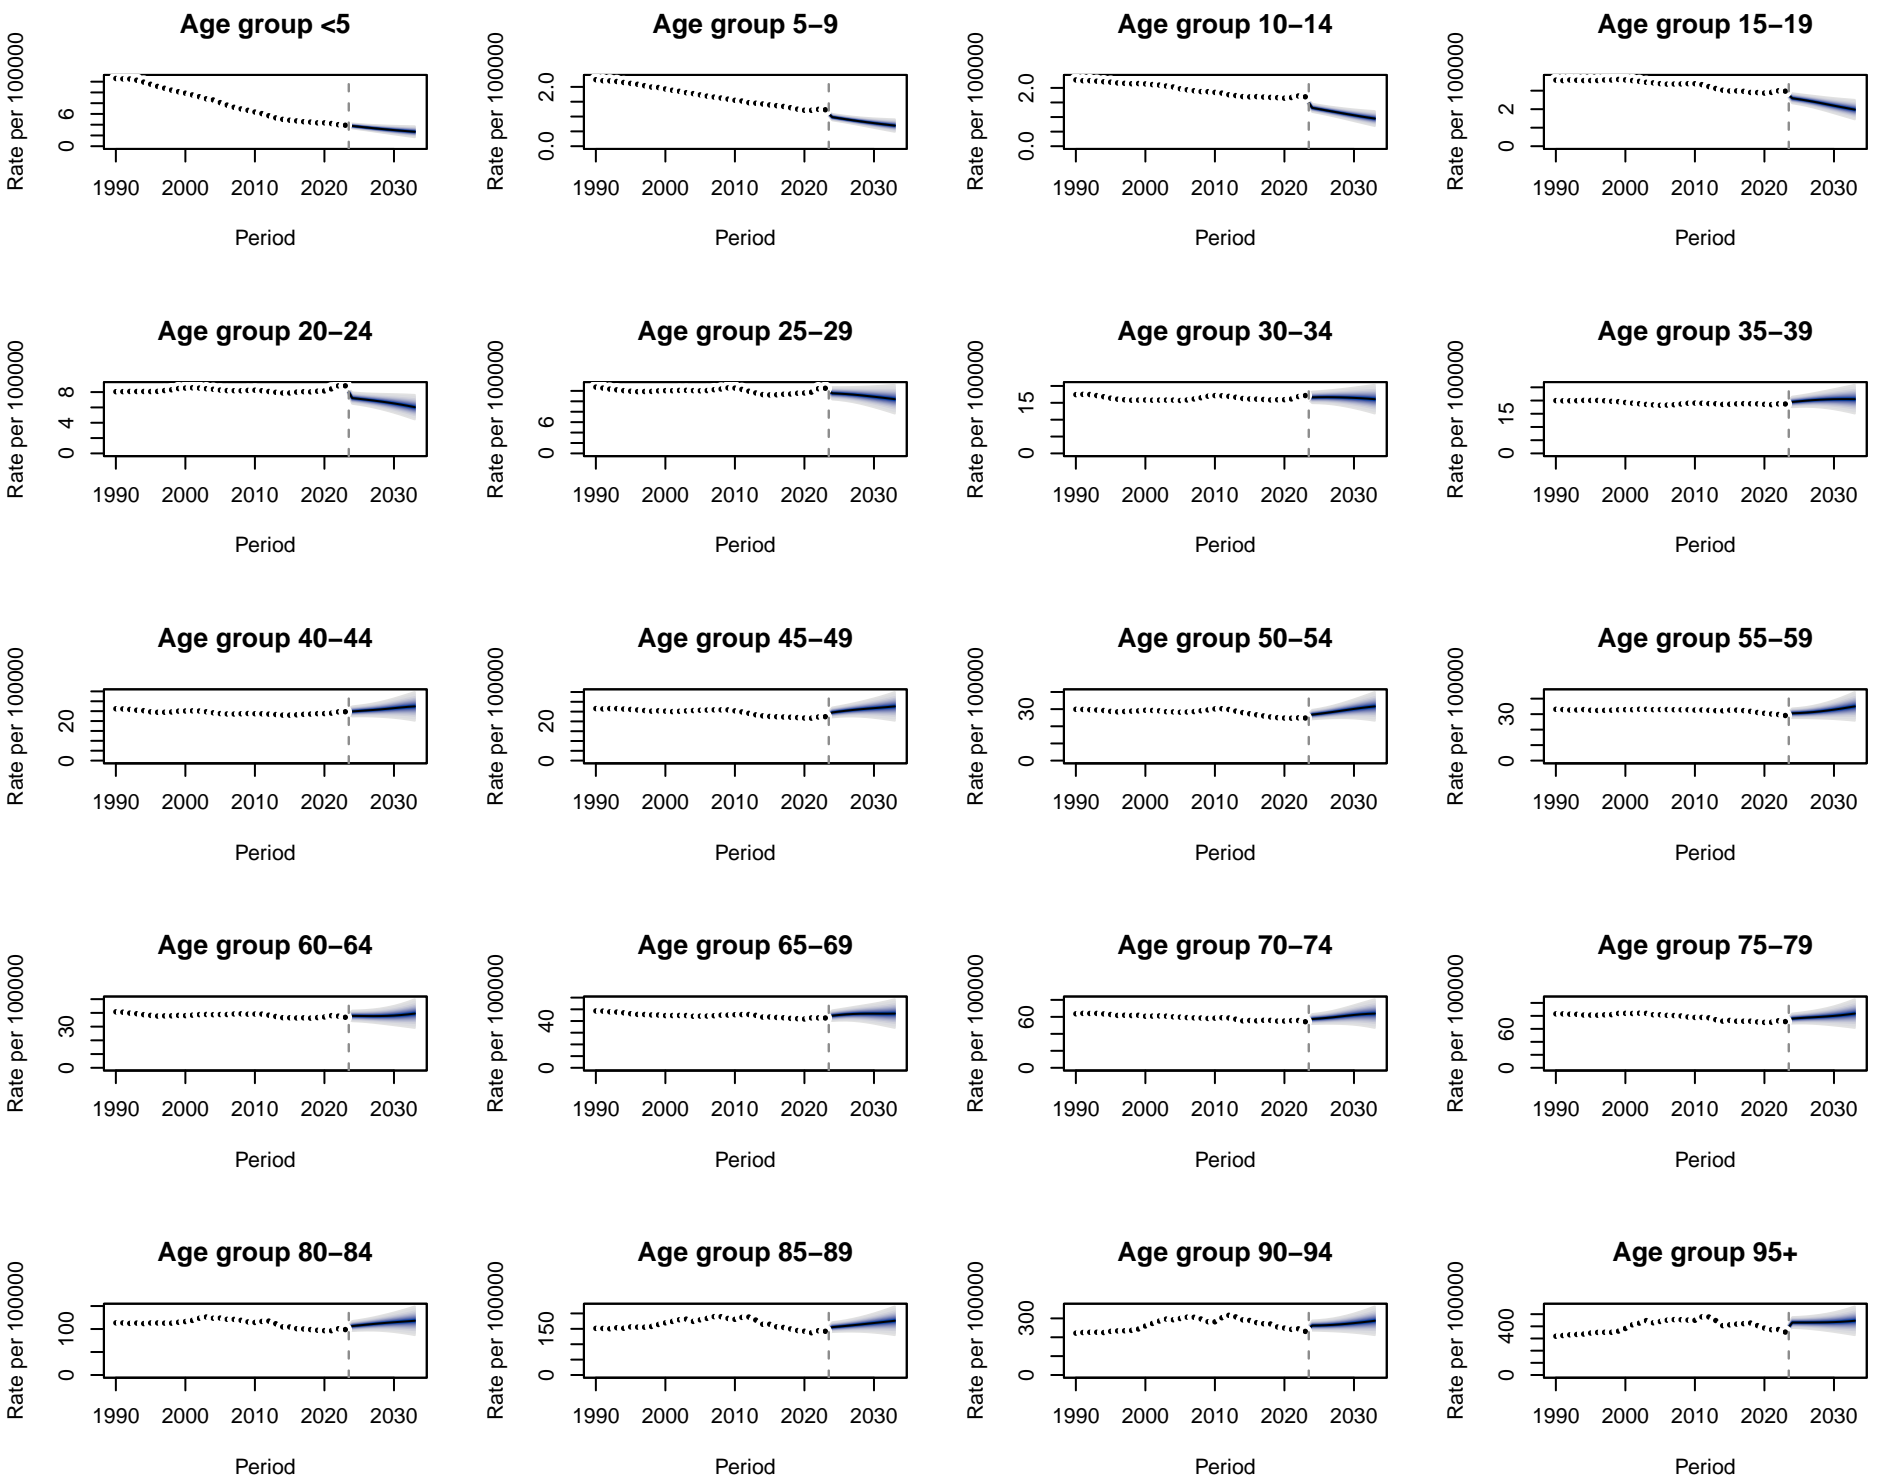 Age group <5
Rate per 100000
0 6
1990 2000 2010 2020 2030
Period
Age group 5–9
Rate per 100000
0.0 2.0
1990 2000 2010 2020 2030
Period
Age group 10–14
Rate per 100000
0.0 2.0
1990 2000 2010 2020 2030
Period
Age group 15–19
Rate per 100000
0 2
1990 2000 2010 2020 2030
Period
Age group 20–24
Rate per 100000
0 4 8
1990 2000 2010 2020 2030
Period
Age group 25–29
Rate per 100000
0 6
1990 2000 2010 2020 2030
Period
Age group 30–34
Rate per 100000
0 15
1990 2000 2010 2020 2030
Period
Age group 35–39
Rate per 100000
0 15
1990 2000 2010 2020 2030
Period
Age group 40–44
Rate per 100000
0 20
1990 2000 2010 2020 2030
Period
Age group 45–49
Rate per 100000
0 20
1990 2000 2010 2020 2030
Period
Age group 50–54
Rate per 100000
0 30
1990 2000 2010 2020 2030
Period
Age group 55–59
Rate per 100000
0 30
1990 2000 2010 2020 2030
Period
Age group 60–64
Rate per 100000
0 30
1990 2000 2010 2020 2030
Period
Age group 65–69
Rate per 100000
0 40
1990 2000 2010 2020 2030
Period
Age group 70–74
Rate per 100000
0 60
1990 2000 2010 2020 2030
Period
Age group 75–79
Rate per 100000
0 60
1990 2000 2010 2020 2030
Period
Age group 80–84
Rate per 100000
0 100
1990 2000 2010 2020 2030
Period
Age group 85–89
Rate per 100000
0 150
1990 2000 2010 2020 2030
Period
Age group 90–94
Rate per 100000
0 300
1990 2000 2010 2020 2030
Period
Age group 95+
Rate per 100000
0 400
1990 2000 2010 2020 2030
Period